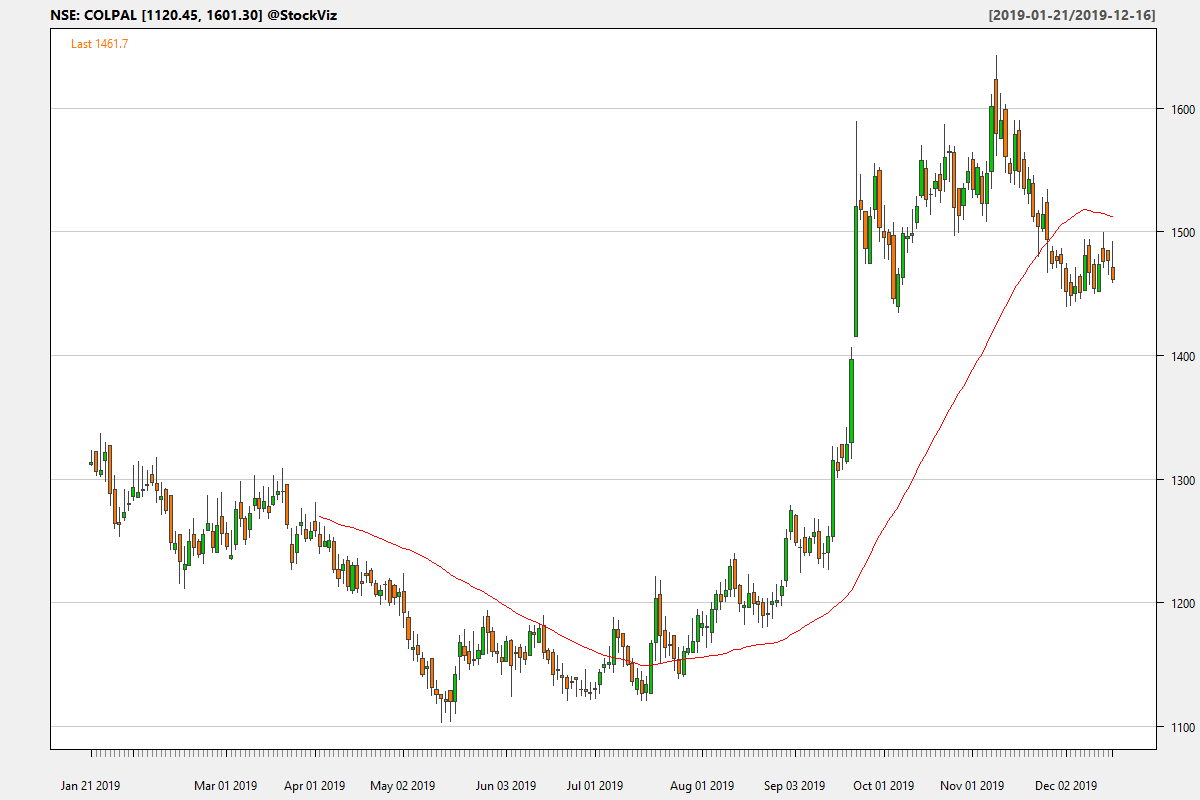 NSE: COLPAL [1120.45, 1601.30] @StockViz [2019-01-21/2019-12-16]
Last 1461.7
1600
1500
1400
1300
1200
1100
Jan 21 2019 Mar 01 2019 Apr 01 2019 May 02 2019 Jun 03 2019 Jul 01 2019 Aug 01 2019 Sep 03 2019 Oct 01 2019 Nov 01 2019 Dec 02 2019